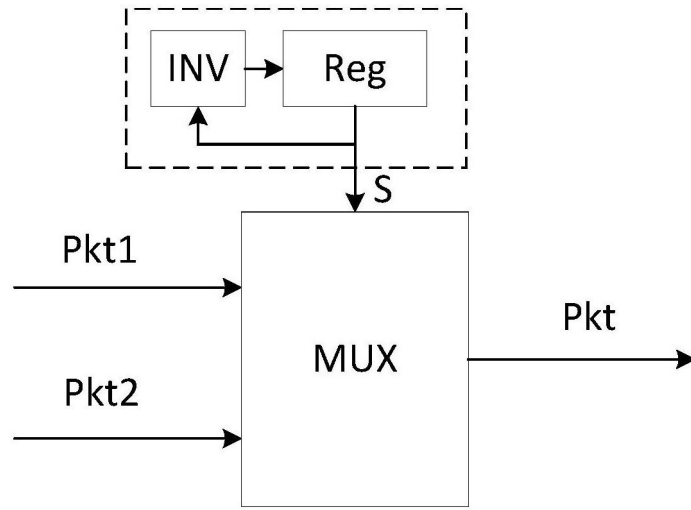 INV
Reg
S
Pkt1
Pkt
MUX
Pkt2